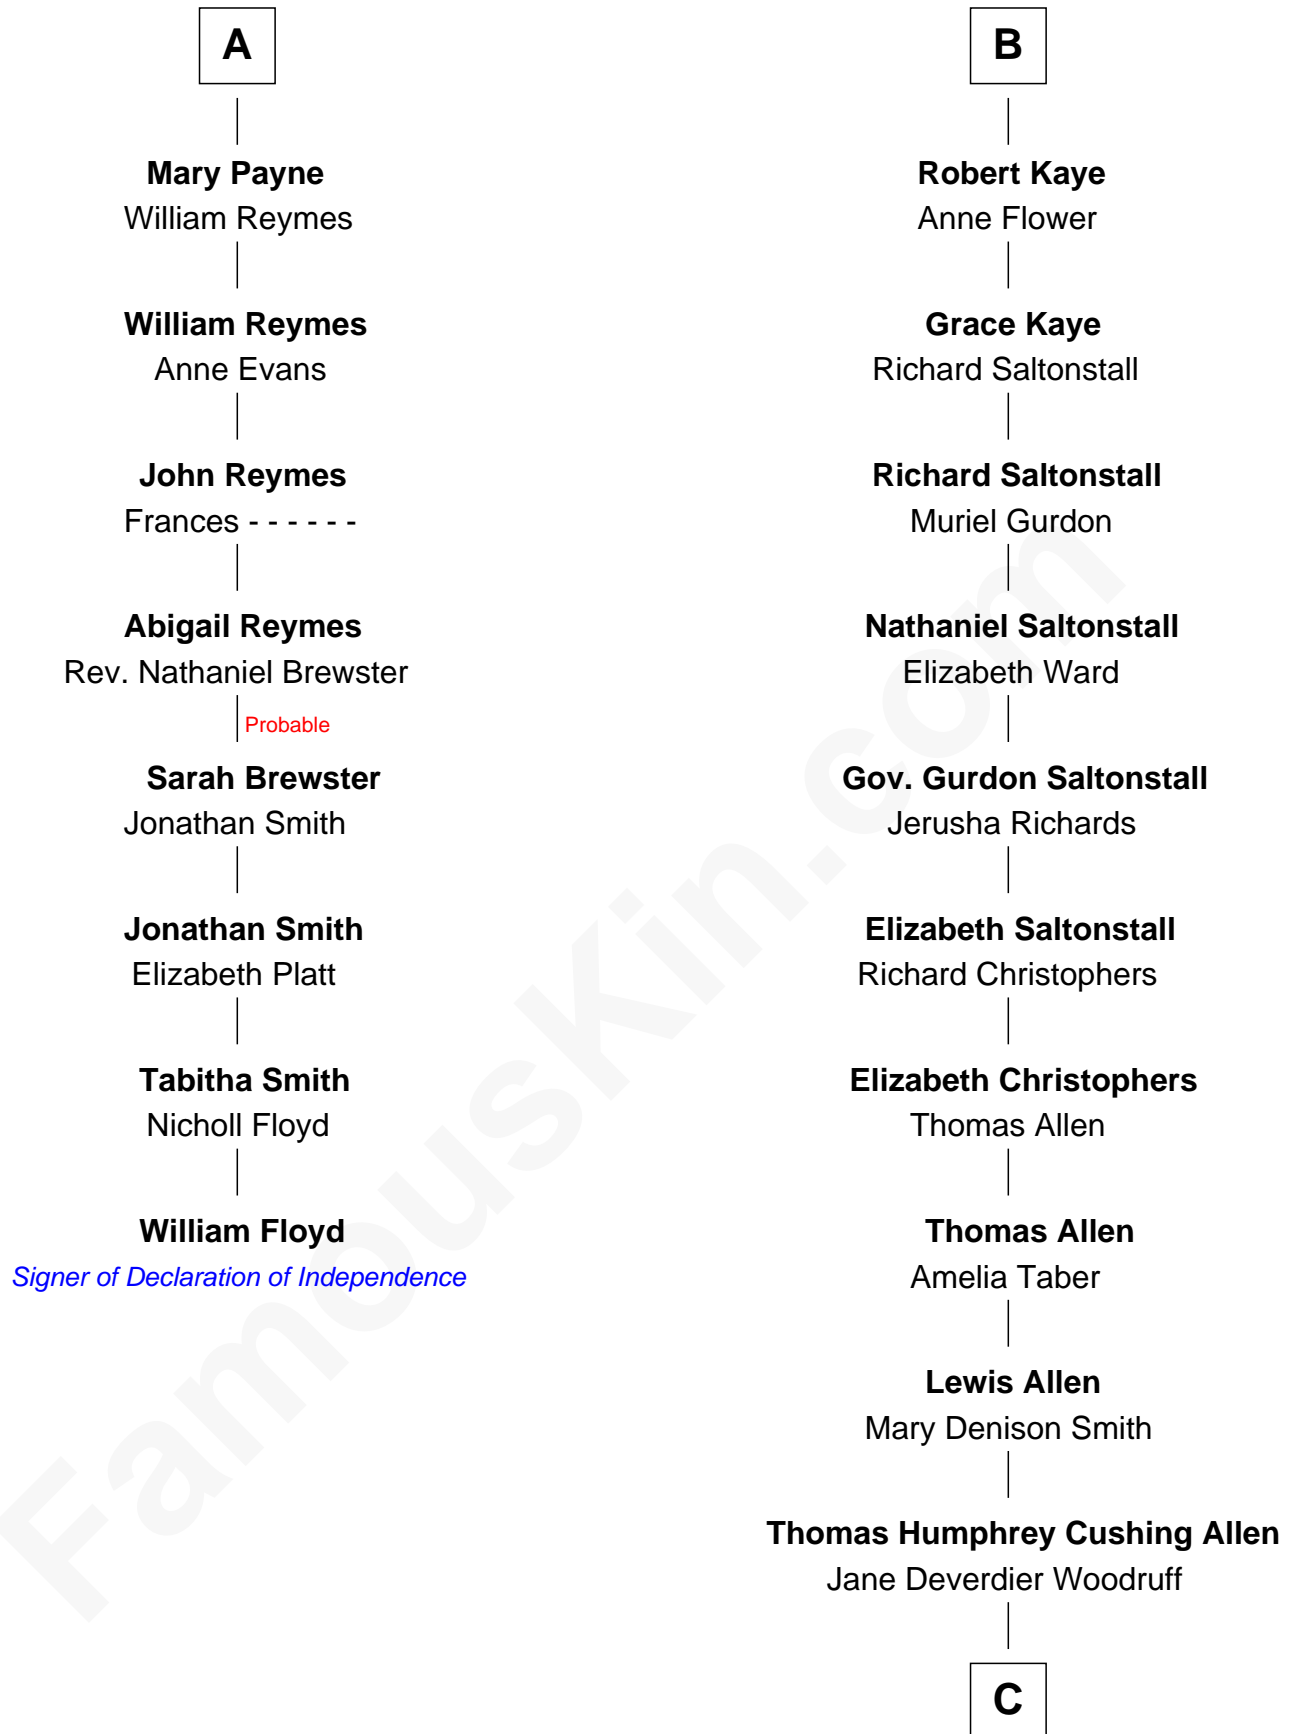 A
Mary Payne
William Reymes
William Reymes
Anne Evans
John Reymes
Frances - - - - - -
Abigail Reymes
Rev. Nathaniel Brewster
Probable
Sarah Brewster
Jonathan Smith
Jonathan Smith
Elizabeth Platt
Tabitha Smith
Nicholl Floyd
William Floyd
Signer of Declaration of Independence
B
Robert Kaye
Anne Flower
Grace Kaye
Richard Saltonstall
Richard Saltonstall
Muriel Gurdon
Nathaniel Saltonstall
Elizabeth Ward
Gov. Gurdon Saltonstall
Jerusha Richards
Elizabeth Saltonstall
Richard Christophers
Elizabeth Christophers
Thomas Allen
Thomas Allen
Amelia Taber
Lewis Allen
Mary Denison Smith
Thomas Humphrey Cushing Allen
Jane Deverdier Woodruff
C
FamousKin.com